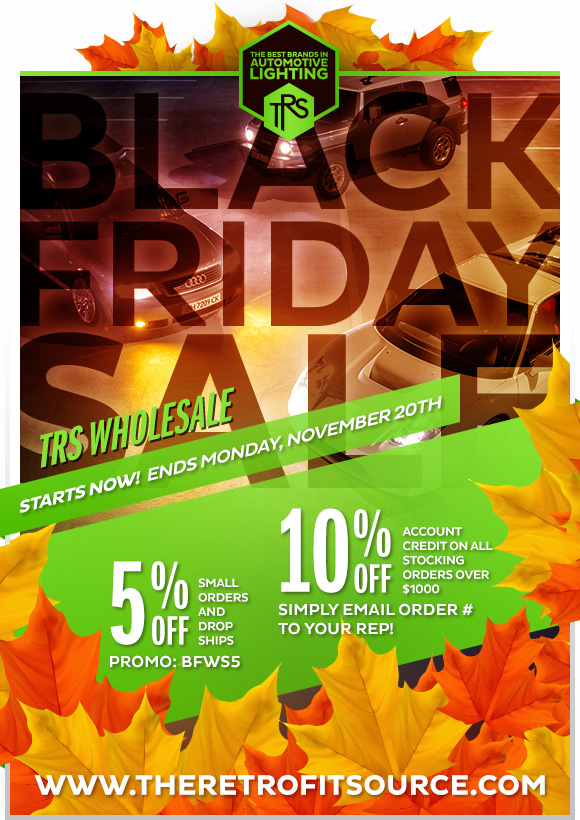 THE BEST BRANDS IN
AUTOMOTIVE
LIGHTING
TRS
BLACK
FRIDAY
SALE
TRS WHOLESALE
STARTS NOW! ENDS MONDAY, NOVEMBER 20TH
5% OFF
SMALL
ORDERS
AND
DROP
SHIPS
PROMO: BFWS5
10% OFF
ACCOUNT
CREDIT ON ALL
STOCKING
ORDERS OVER
$1000
SIMPLY EMAIL ORDER #
TO YOUR REP!
WWW.THERETROFITSOURCE.COM